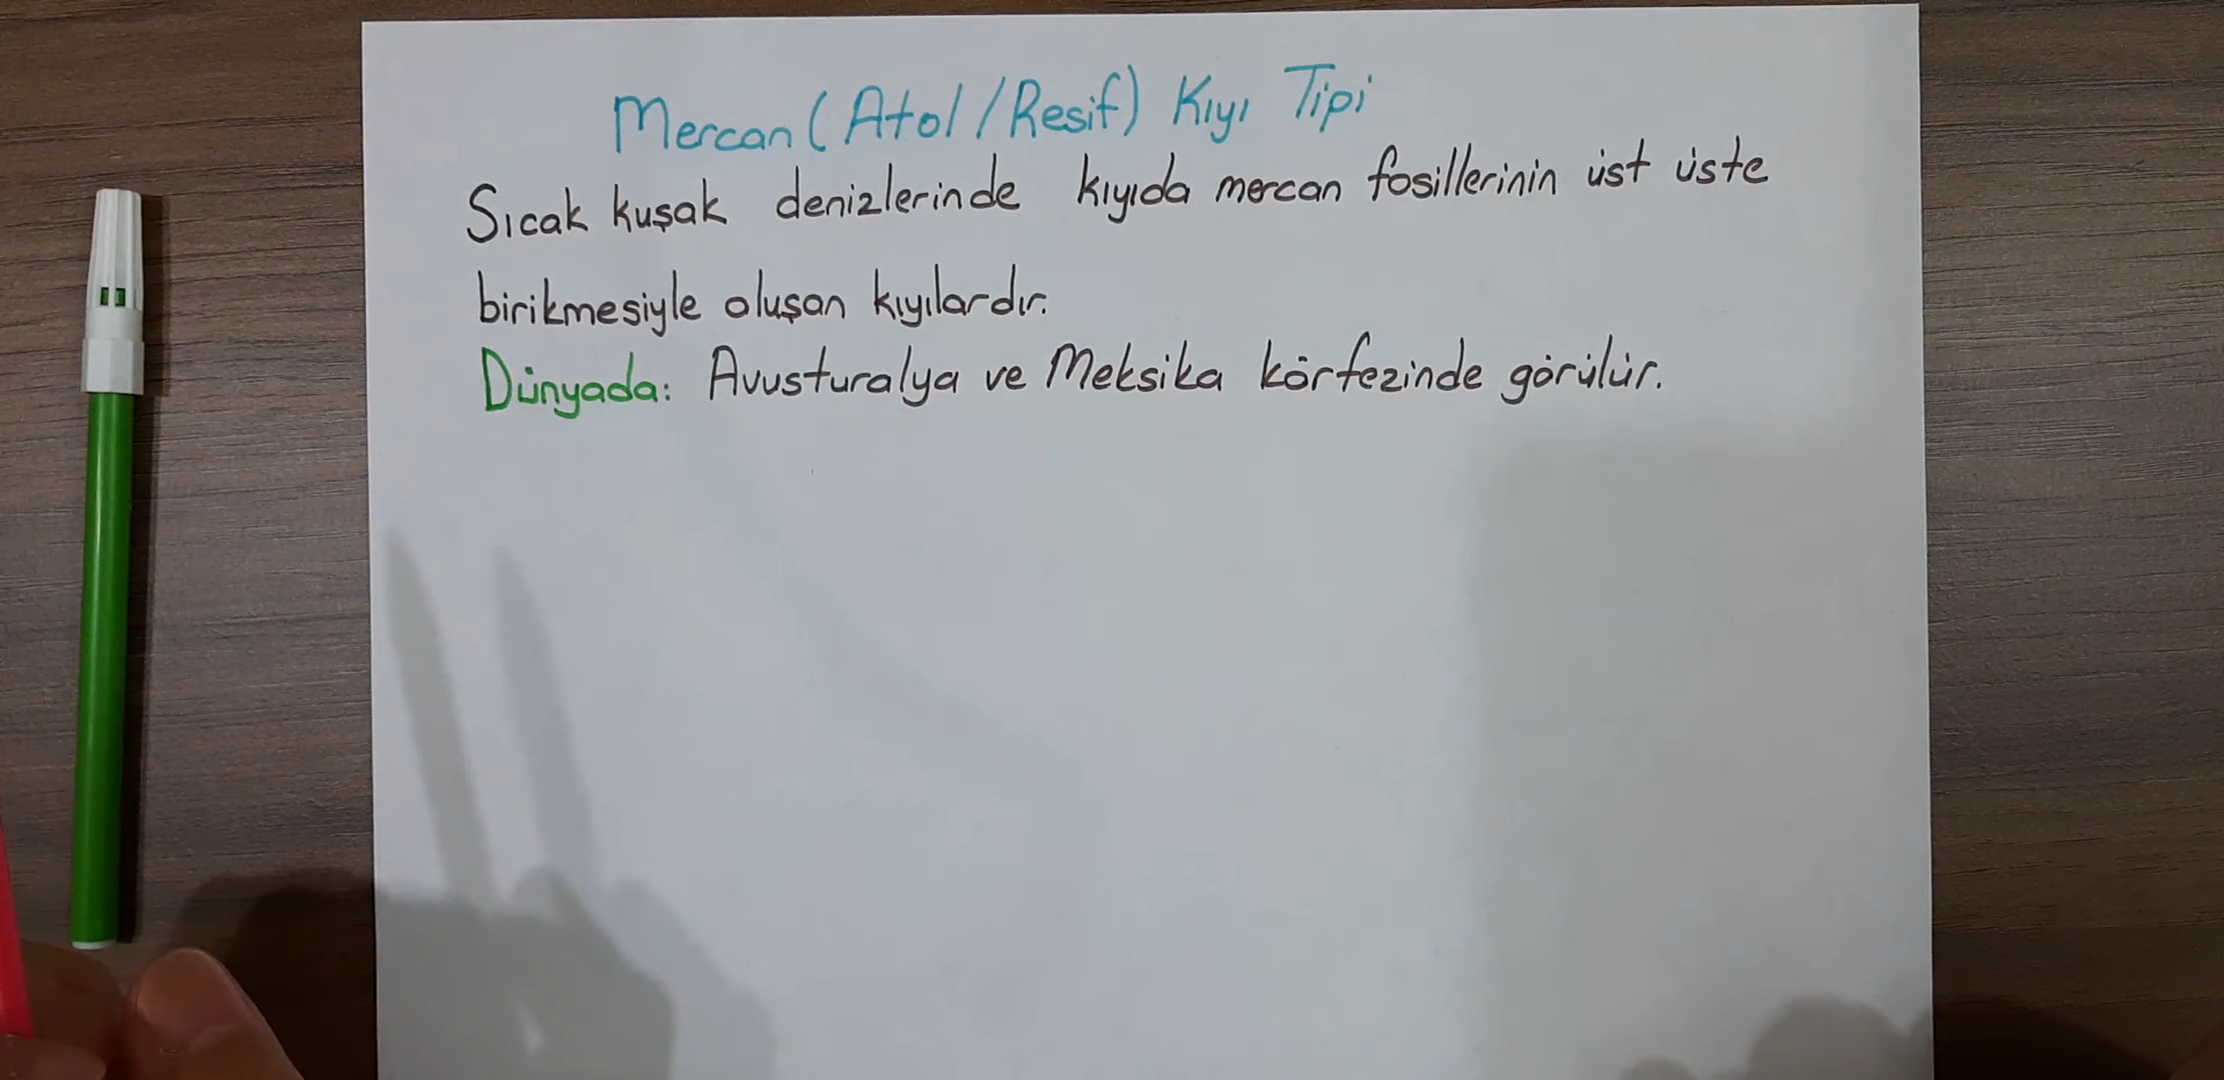 Mercan (Atol/Resif) Kıyı Tipi
Sıcak kuşak denizlerinde kıyıda mercan fosillerinin üst üste
birikmesiyle oluşan kıyılardır.
Dünyada: Avusturalya ve Meksika körfezinde görülür.